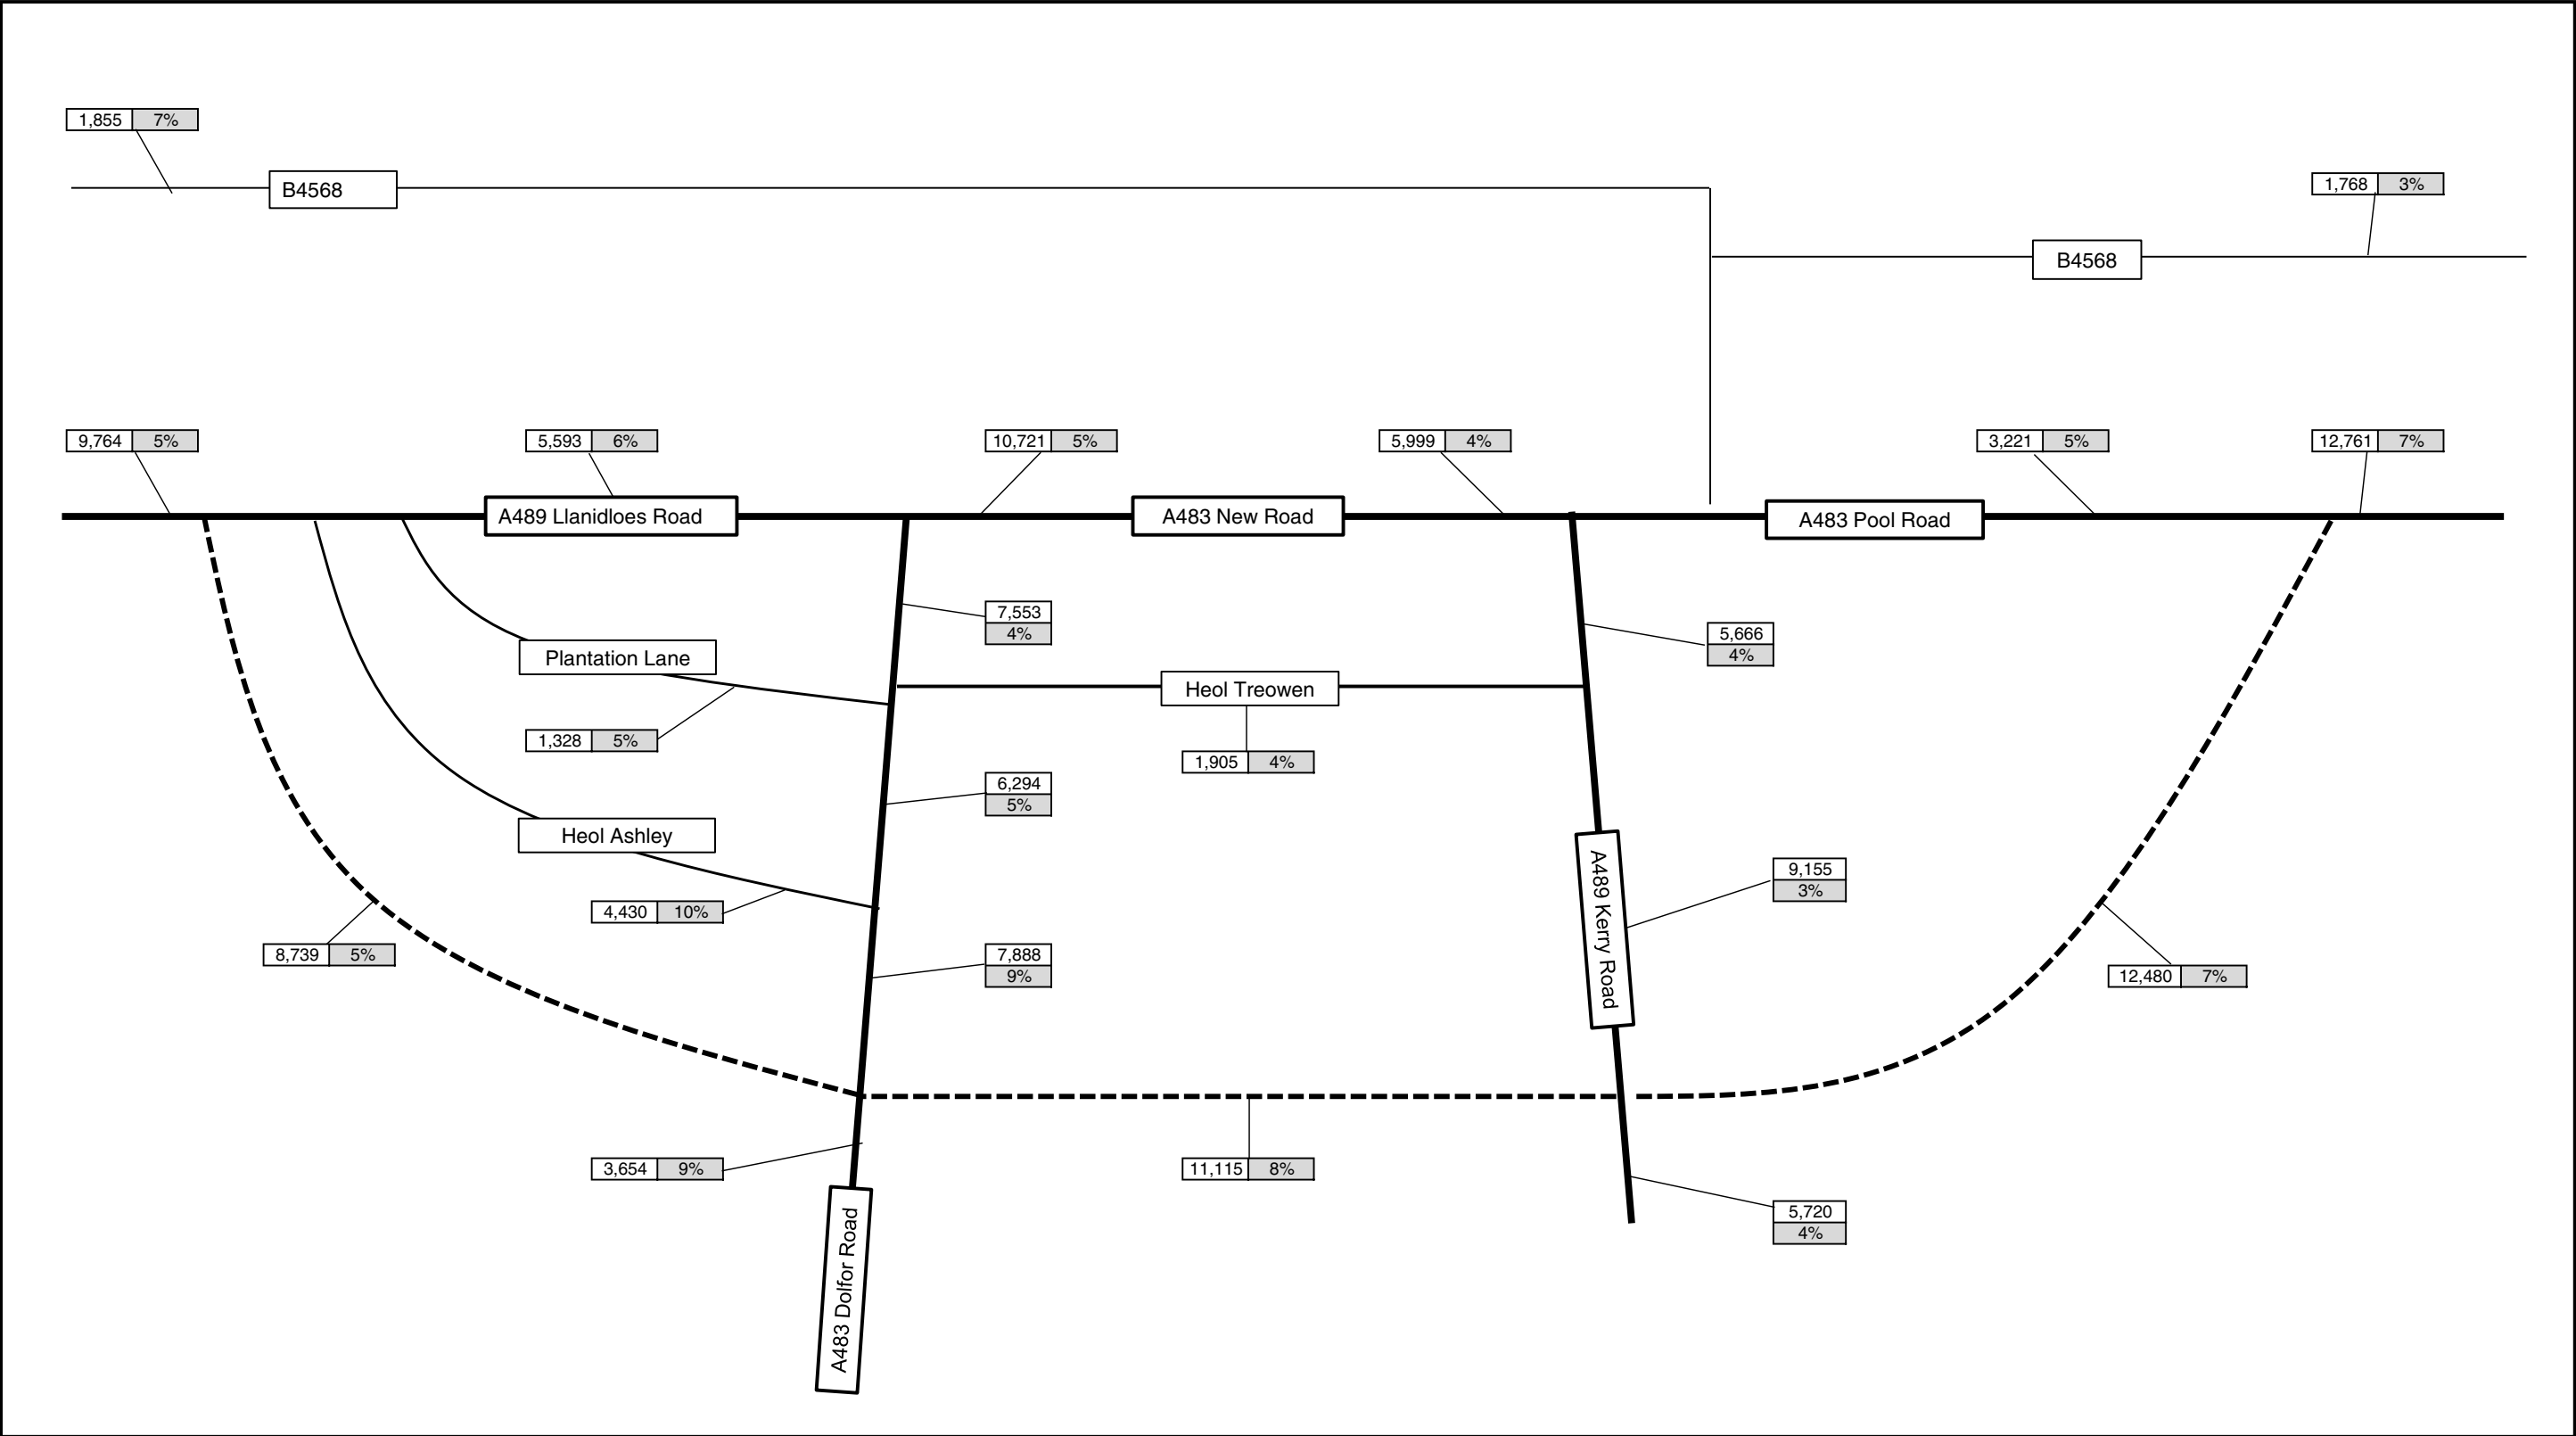 1,855 7%
B4568
1,768 3%
B4568
9,764 5%
5,593 6%
10,721 5%
5,999 4%
3,221 5%
12,761 7%
A489 Llanidloes Road
A483 New Road
A483 Pool Road
7,553
4%
5,666
4%
Plantation Lane
Heol Treowen
1,328 5%
1,905 4%
6,294
5%
Heol Ashley
A489 Kerry Road
9,155
3%
4,430 10%
8,739 5%
7,888
9%
12,480 7%
3,654 9%
11,115 8%
5,720
4%
A483 Dolfor Road